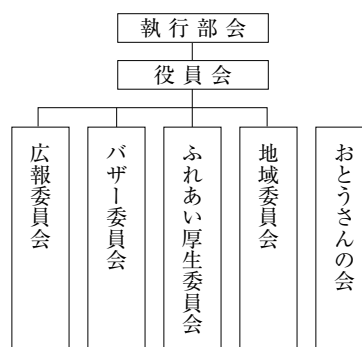 執行部会
役員会
広報委員会
バザー委員会
ふれあい厚生委員会
地域委員会
おとうさんの会